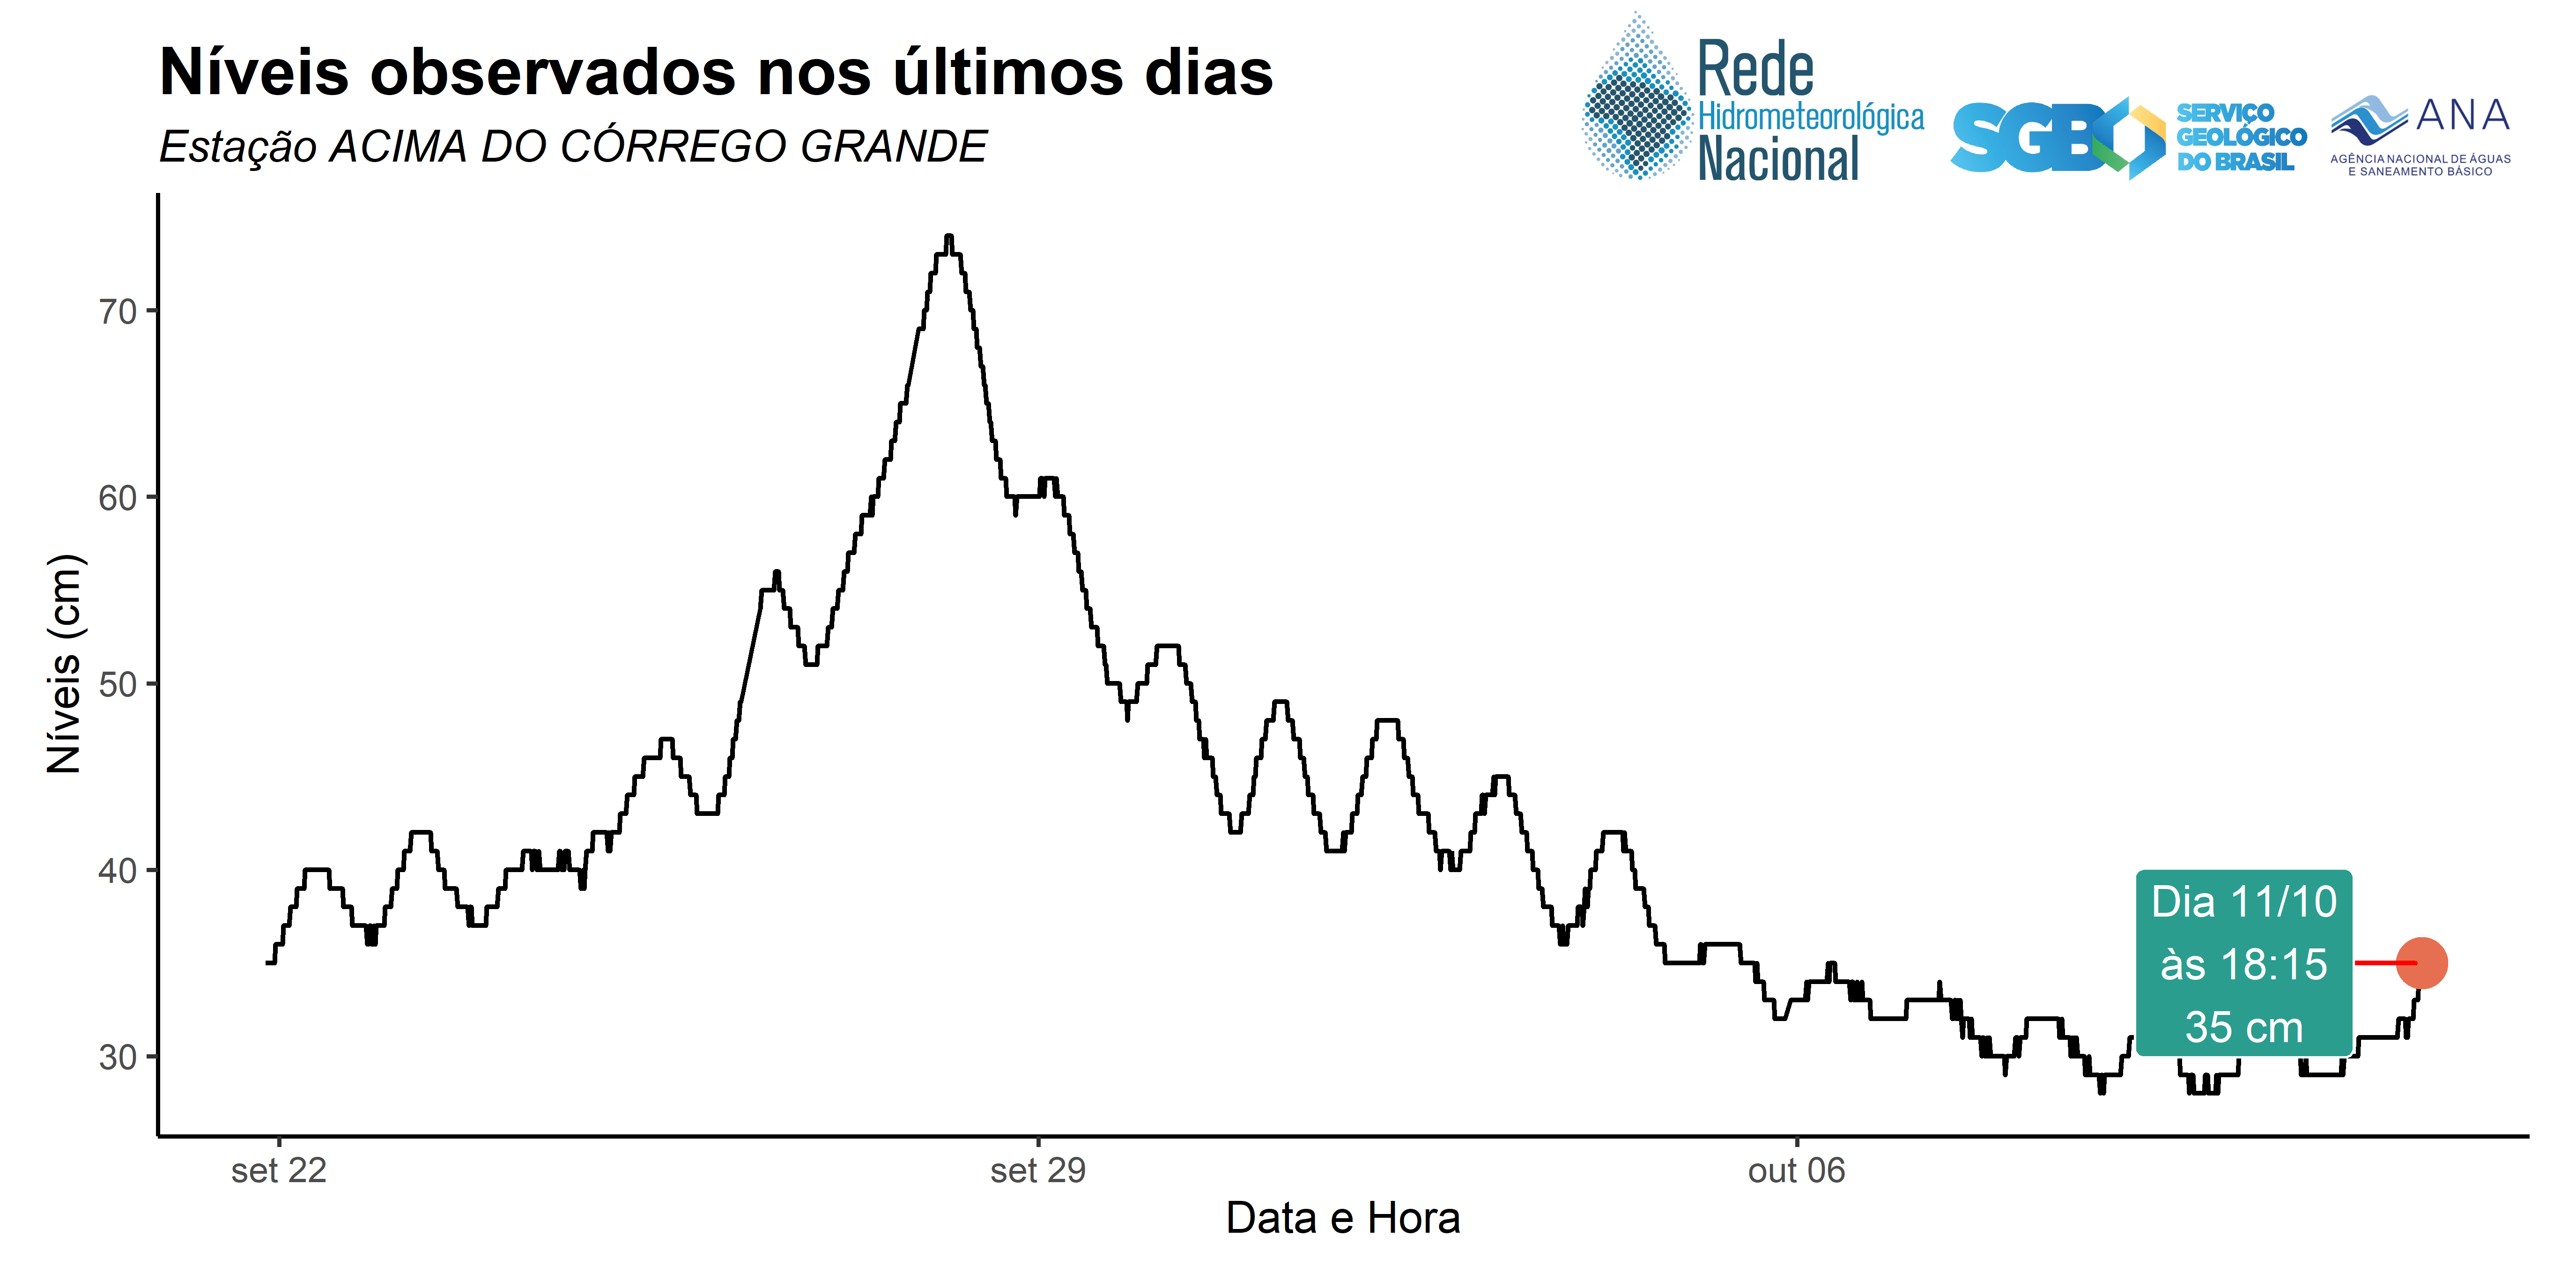 Níveis observados nos últimos dias
Estação ACIMA DO CÓRREGO GRANDE
Rede
Hidrometeorológica
Nacional
SGB
SERVIÇO
GEOLÓGICO
DO BRASIL
ANA
AGÊNCIA NACIONAL DE ÁGUAS
E SANEAMENTO BÁSICO
Níveis (cm)
70
60
50
40
30
Dia 11/10
às 18:15
35 cm
set 22
set 29
out 06
Data e Hora